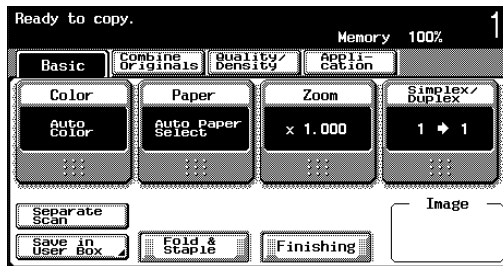 Ready to copy.
1
Memory 100%
Basic
Combine
Originals
Quality/
Density
Appli-
cation
Color
Paper
Zoom
Simplex/
Duplex
Auto
Color
Auto Paper
Select
x 1.000
1 ➔ 1
Separate
Scan
Image
Save in
User Box
Fold &
Staple
Finishing